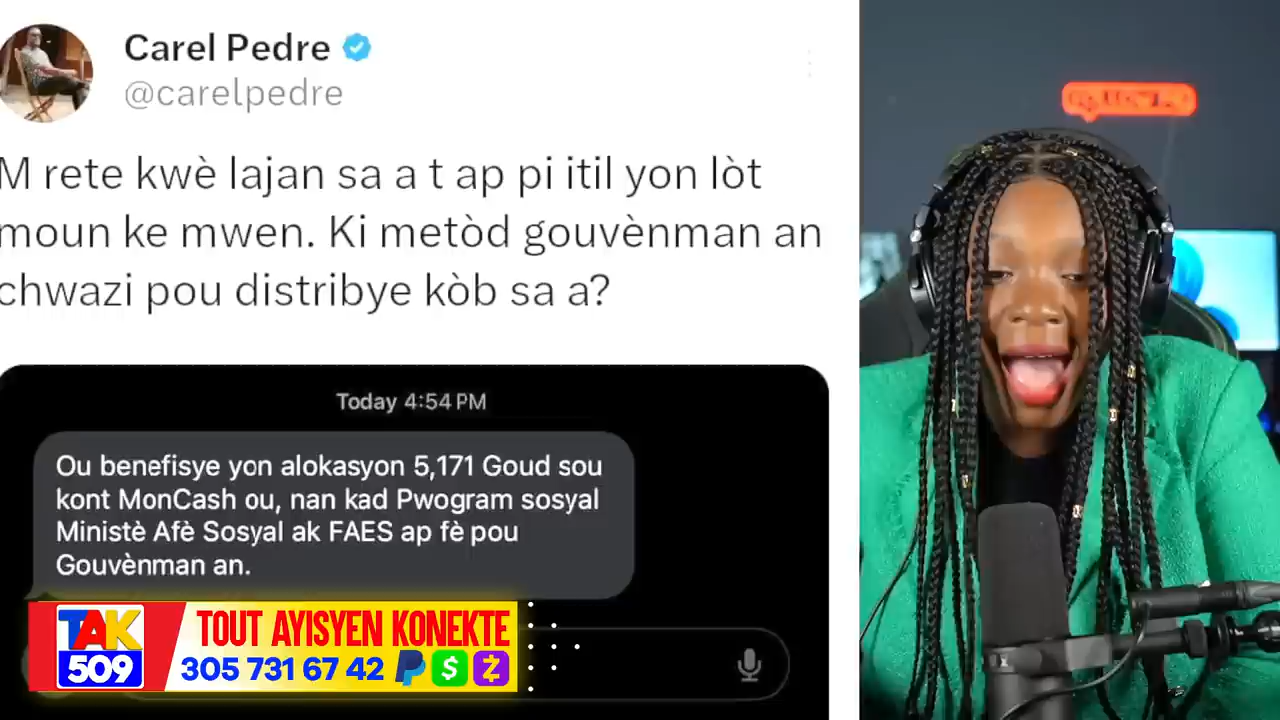 Carel Pedre
@carelpedre
M rete kwè lajan sa a t ap pi itil yon lòt
moun ke mwen. Ki metòd gouvènman an
chwazi pou distribye kòb sa a?
Today 4:54 PM
Ou benefisye yon alokasyon 5,171 Goud sou
kont MonCash ou, nan kad Pwogram sosyal
Ministè Afè Sosyal ak FAES ap fè pou
Gouvènman an.
TAK
509
TOUT AYISYEN KONEKTE
305 731 67 42